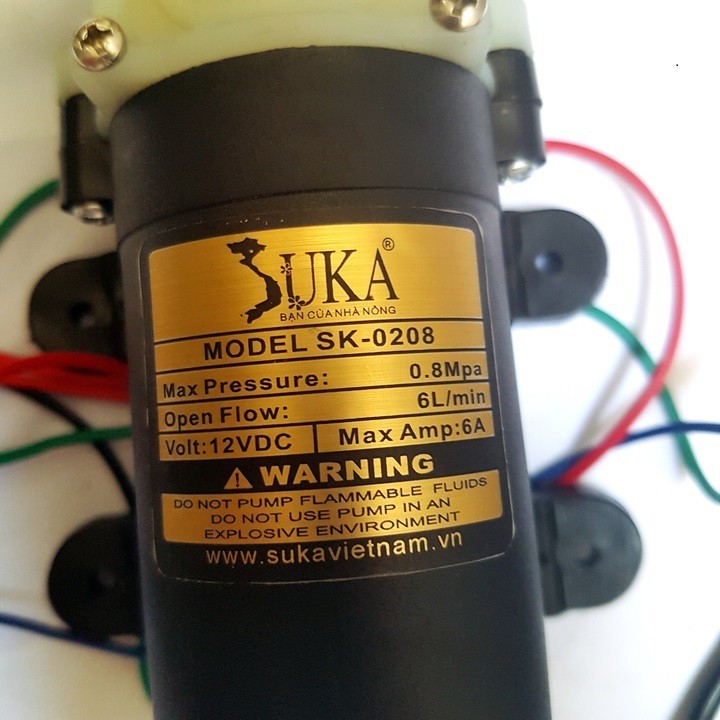 SUKA®
BẠN CỦA NHÀ NÔNG
MODEL SK-0208
Max Pressure: 0.8Mpa
Open Flow: 6L/min
Volt:12VDC Max Amp:6A
WARNING
DO NOT PUMP FLAMMABLE FLUIDS
DO NOT USE PUMP IN AN
EXPLOSIVE ENVIRONMENT
www.sukavietnam.vn